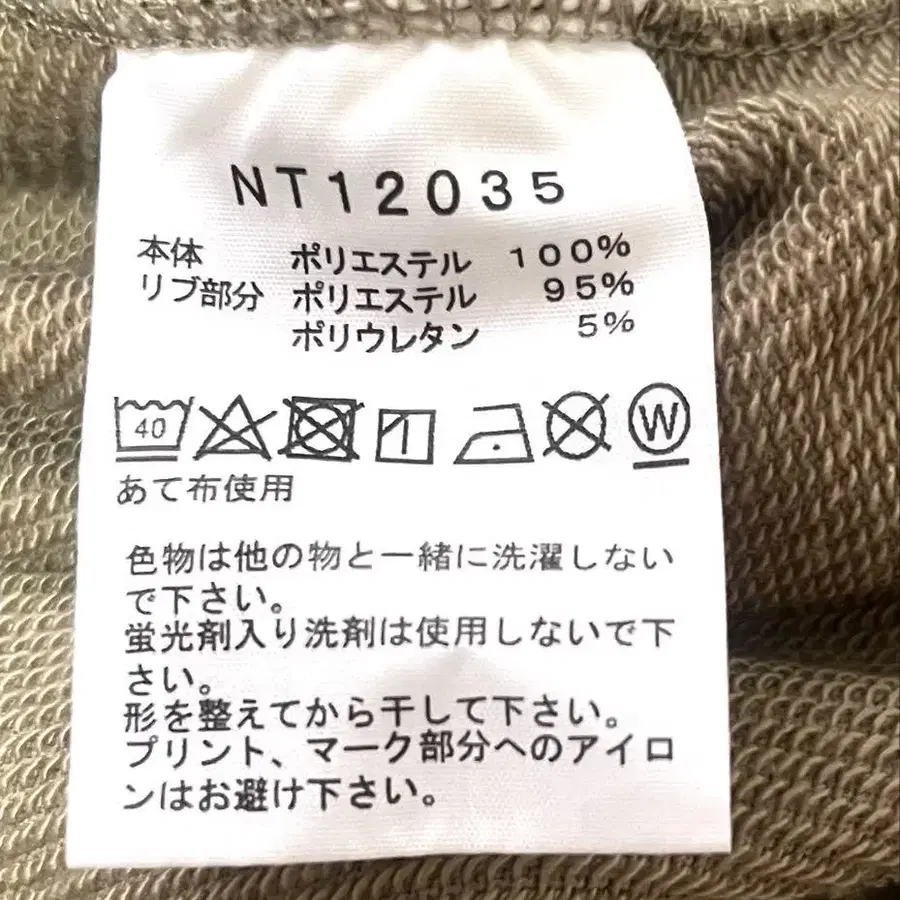 NT12035
本体 ポリエステル 100%
リブ部分 ポリエステル 95%
ポリウレタン 5%
40 W
あて布使用
色物は他の物と一緒に洗濯しない
で下さい。
蛍光剤入り洗剤は使用しないで下
さい。
形を整えてから干して下さい。
プリント、マーク部分へのアイロ
ンはお避け下さい。